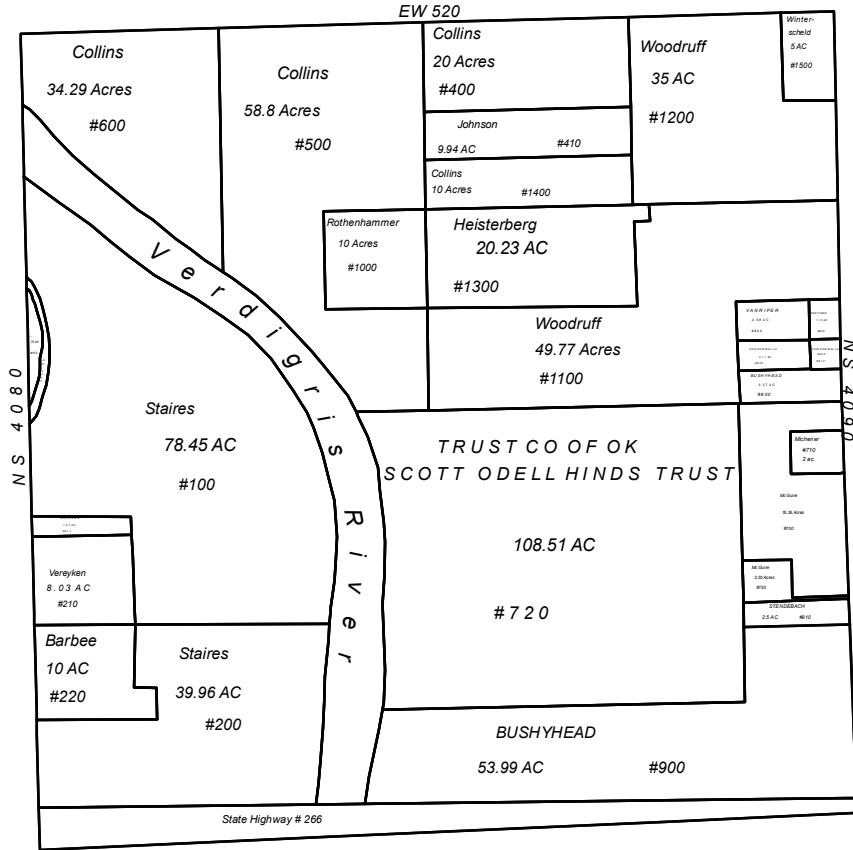 EW 520
Collins
34.29 Acres
#600
Collins
58.8 Acres
#500
Collins
20 Acres
#400
Woodruff
35 AC
#1200
Winter-
scheld
5 AC
#1500
Johnson
9.94 AC #410
Collins
10 Acres #1400
Rothenhammer
10 Acres
#1000
Heisterberg
20.23 AC
#1300
Verdigris River
Woodruff
49.77 Acres
#1100
VANRIPER
BUSHYHEAD
NS 4080
NS 4090
Staires
78.45 AC
#100
TRUST CO OF OK
SCOTT ODELL HINDS TRUST
108.51 AC
#720
Michener
#710
2 ac.
McGuire
#700
Vereyken
8.03 AC
#210
McGuire
2.20 Acres
#730
STENDEBACH
2.5 AC #910
Barbee
10 AC
#220
Staires
39.96 AC
#200
BUSHYHEAD
53.99 AC #900
State Highway # 266